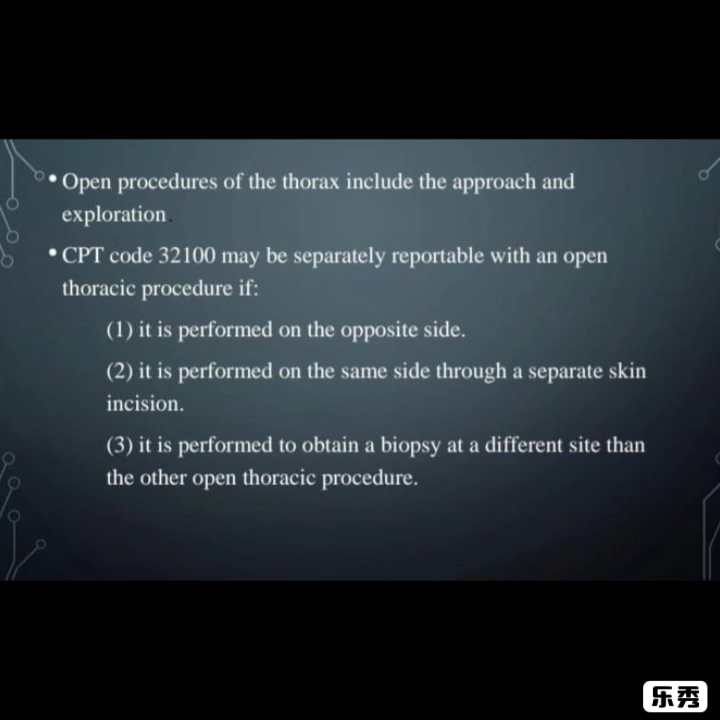 • Open procedures of the thorax include the approach and
exploration.
• CPT code 32100 may be separately reportable with an open
thoracic procedure if:
(1) it is performed on the opposite side.
(2) it is performed on the same side through a separate skin
incision.
(3) it is performed to obtain a biopsy at a different site than
the other open thoracic procedure.
乐秀